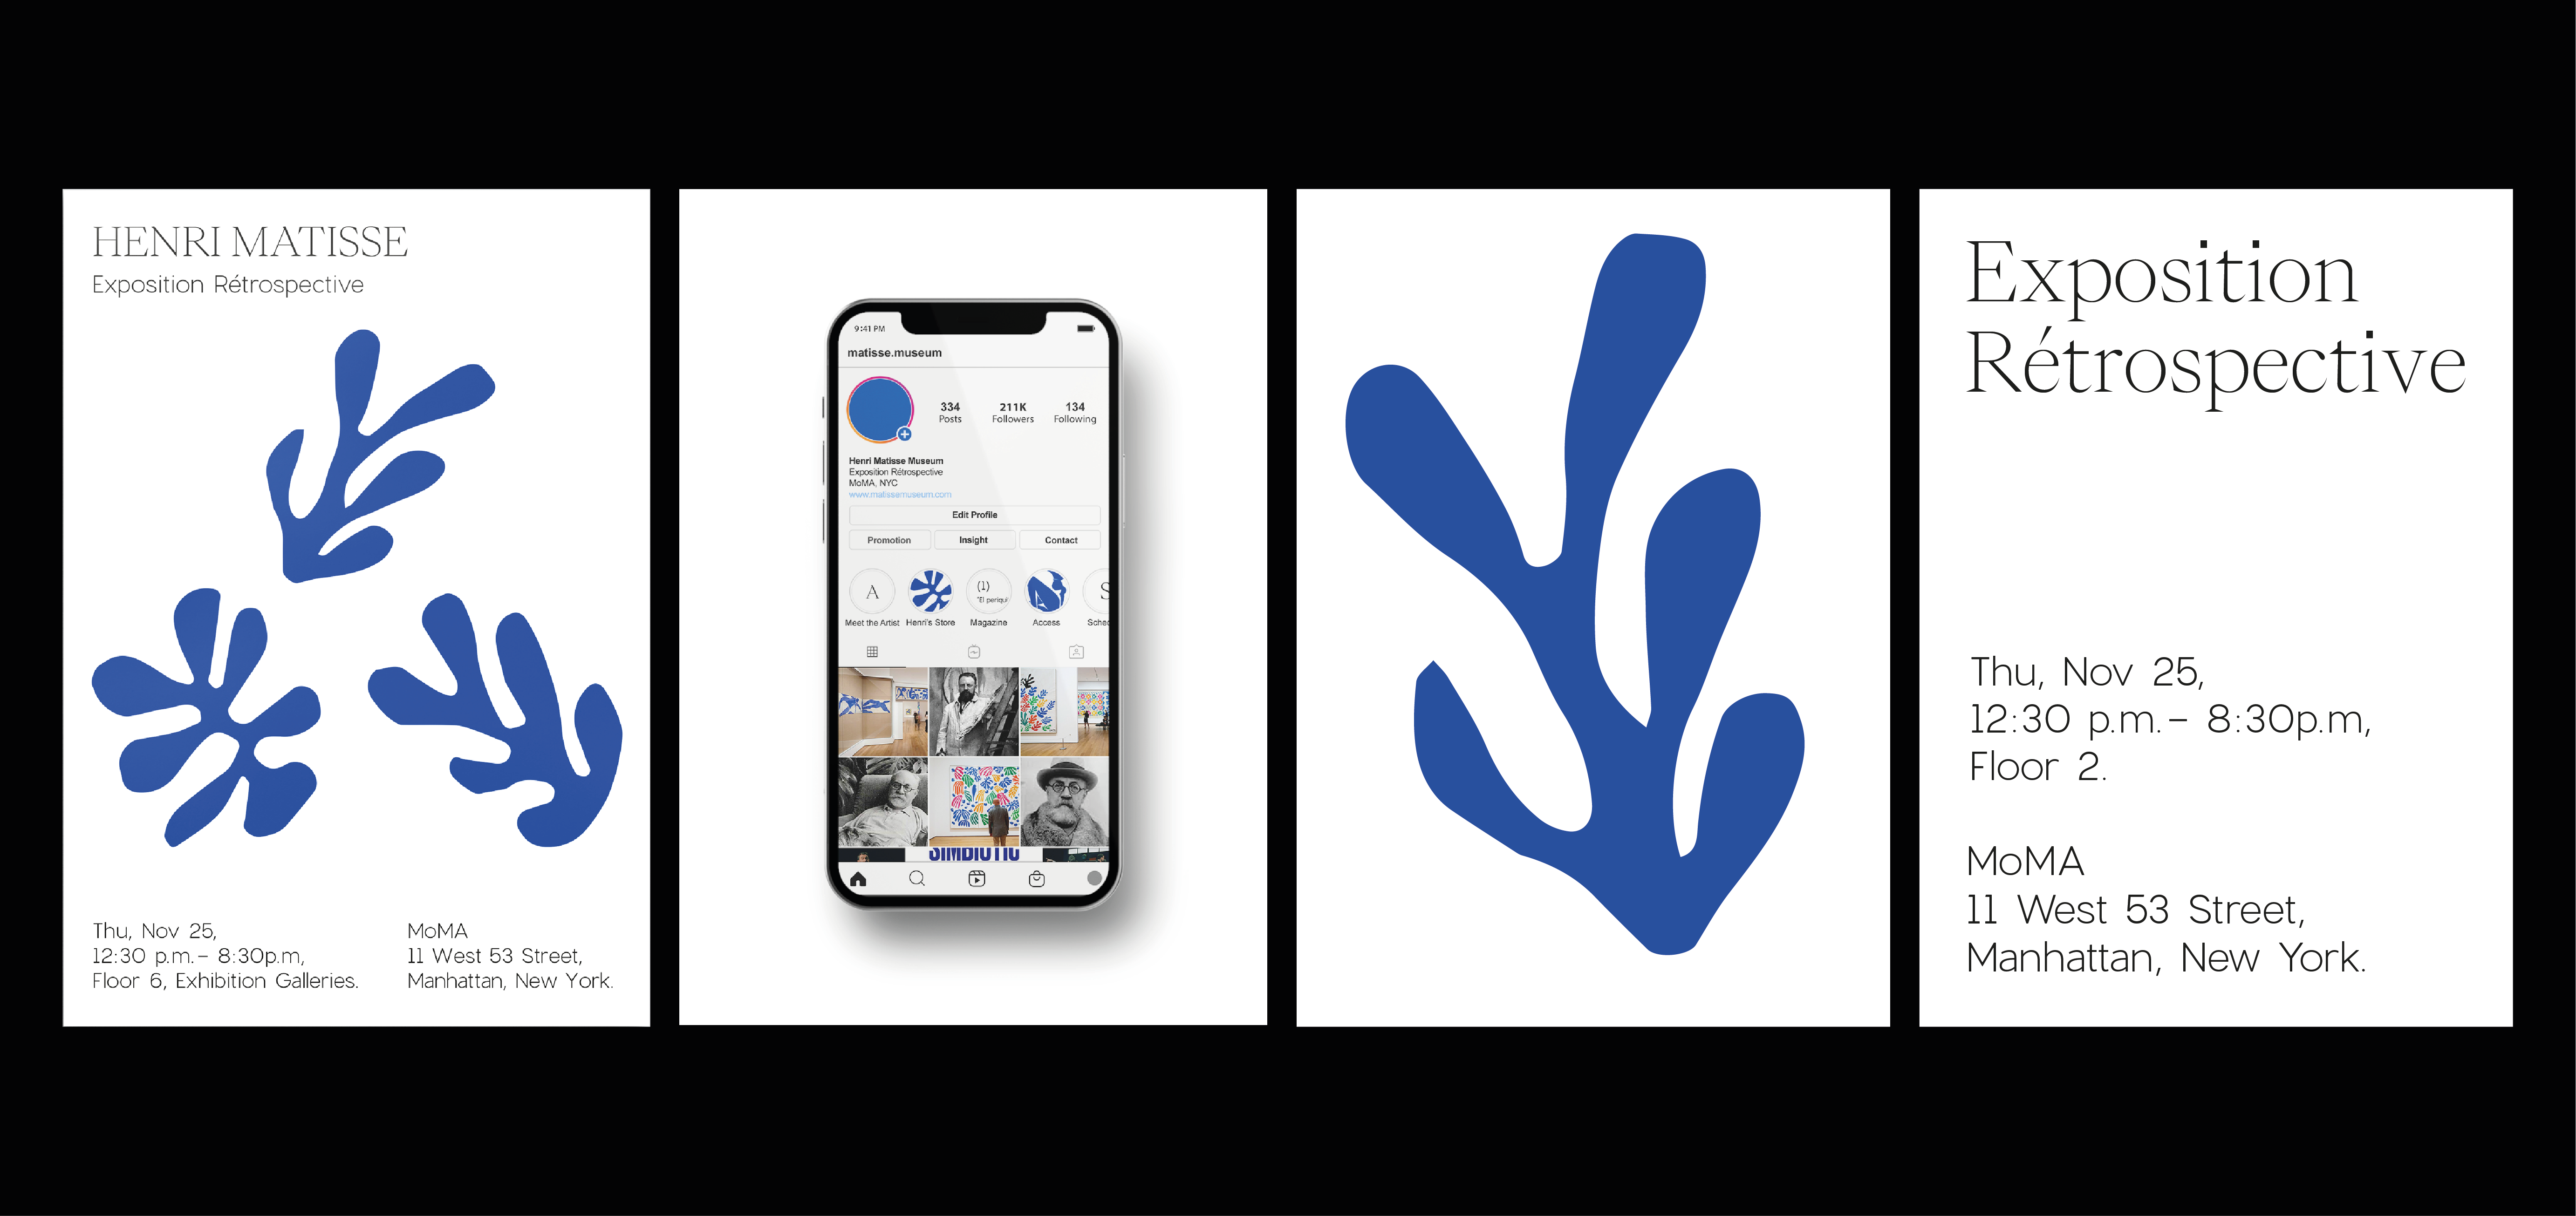 HENRI MATISSE
Exposition Rétrospective
Thu, Nov 25,
12:30 p.m.– 8:30p.m,
Floor 6, Exhibition Galleries.
MoMA
11 West 53 Street,
Manhattan, New York.
9:41 PM
matisse.museum
334
Posts
211K
Followers
134
Following
Henri Matisse Museum
Exposition Rétrospective
MoMA, NYC
www.matissemuseum.com
Edit Profile
Promotion Insight Contact
A
(1)
"El periqui
S
Meet the Artist Henri's Store Magazine Access Sched
SIMBIOTIC
Exposition
Rétrospective
Thu, Nov 25,
12:30 p.m.– 8:30p.m,
Floor 2.
MoMA
11 West 53 Street,
Manhattan, New York.